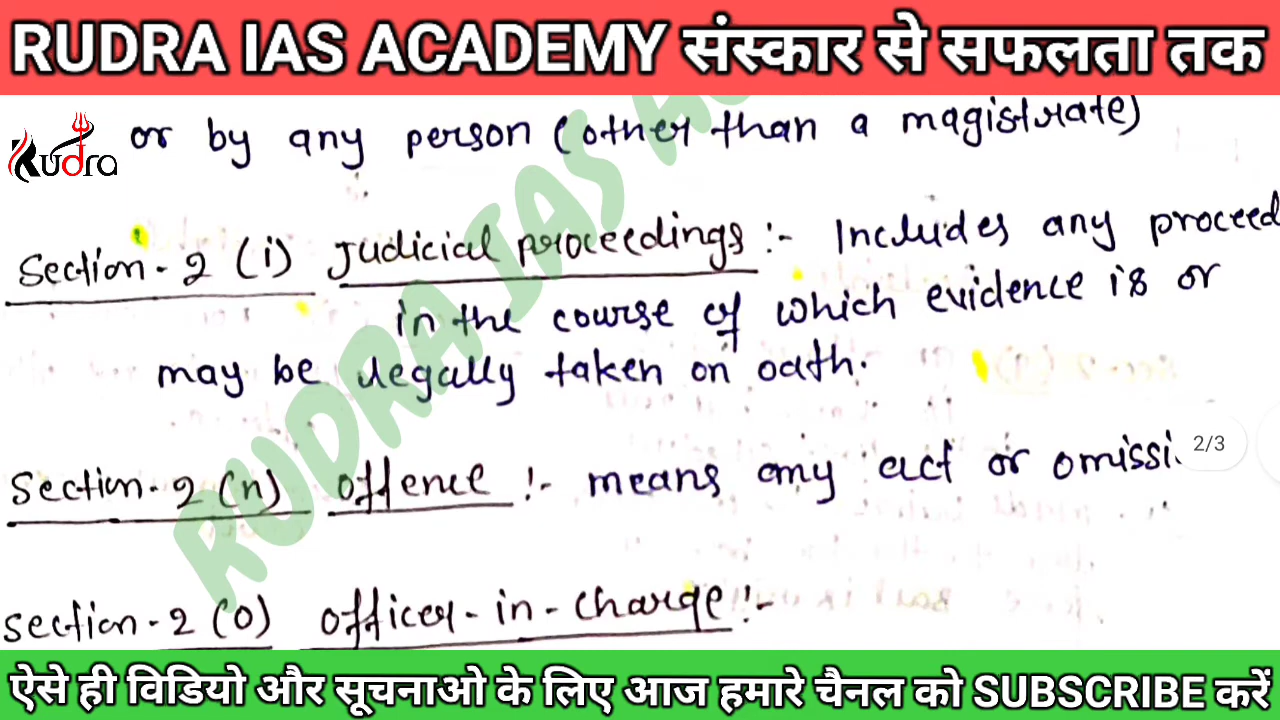 RUDRA IAS ACADEMY संस्कार से सफलता तक
Rudra
or by any person (other than a magistrate)
Section - 2 (i) Judicial proceedings :- Includes any proceed
in the course of which evidence is or
may be legally taken on oath.
2/3
Section - 2 (n) offence :- means any act or omissi
section - 2 (o) officer - in - charge :-
RUDRA IAS
ऐसे ही विडियो और सूचनाओ के लिए आज हमारे चैनल को SUBSCRIBE करें